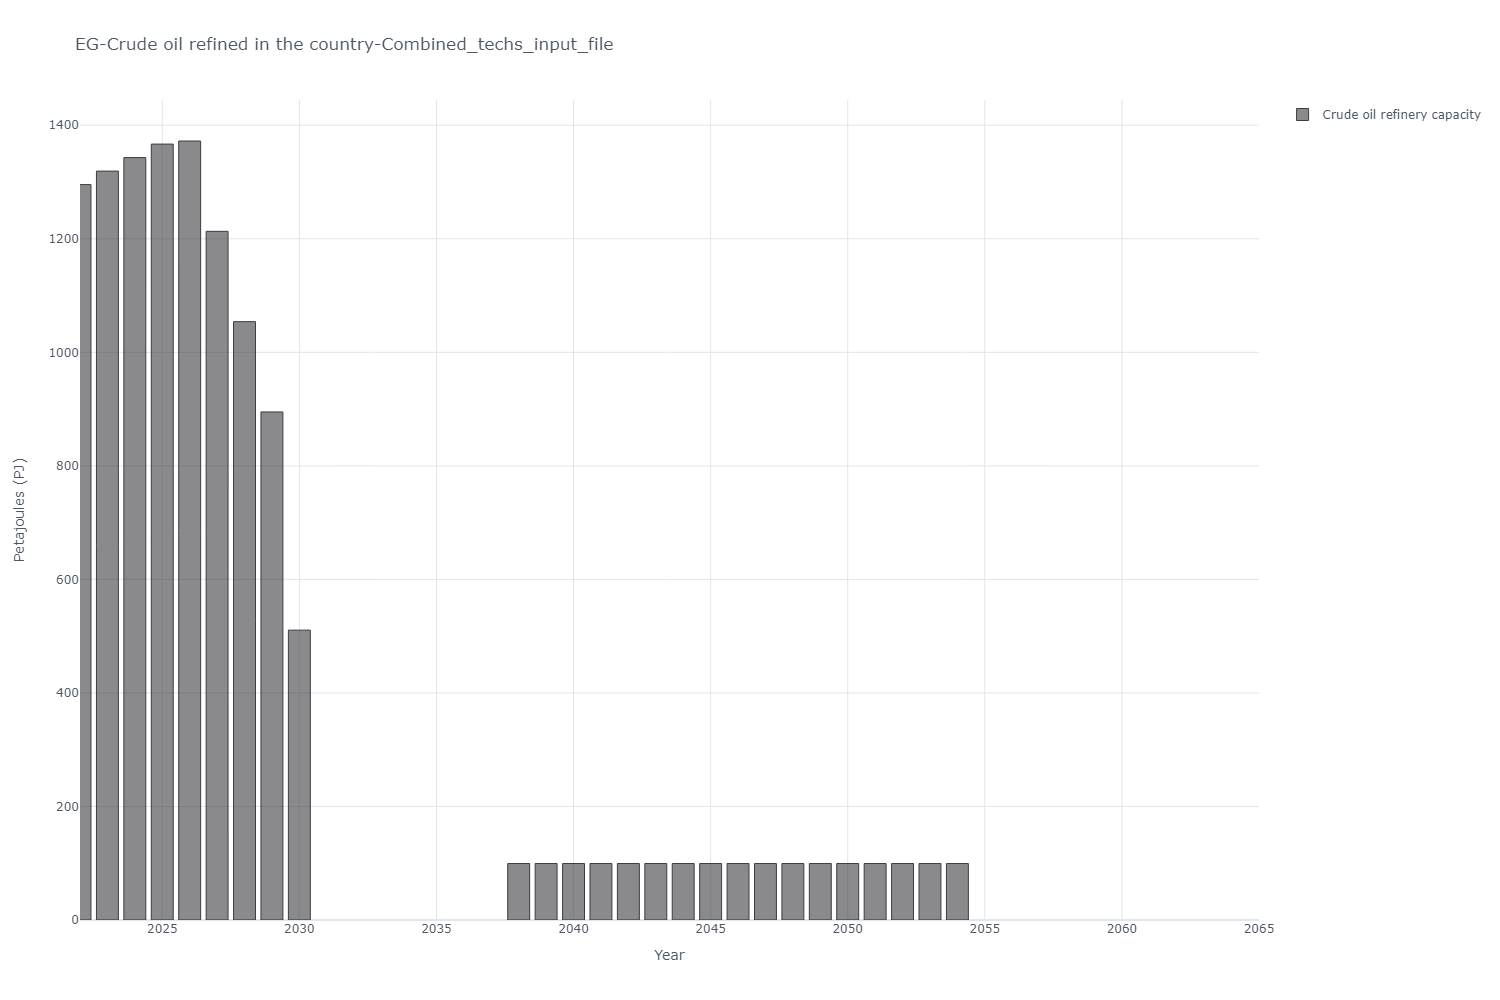 EG-Crude oil refined in the country-Combined_techs_input_file
Crude oil refinery capacity
1400
1200
1000
800
600
400
200
0
Petajoules (PJ)
2025 2030 2035 2040 2045 2050 2055 2060 2065
Year